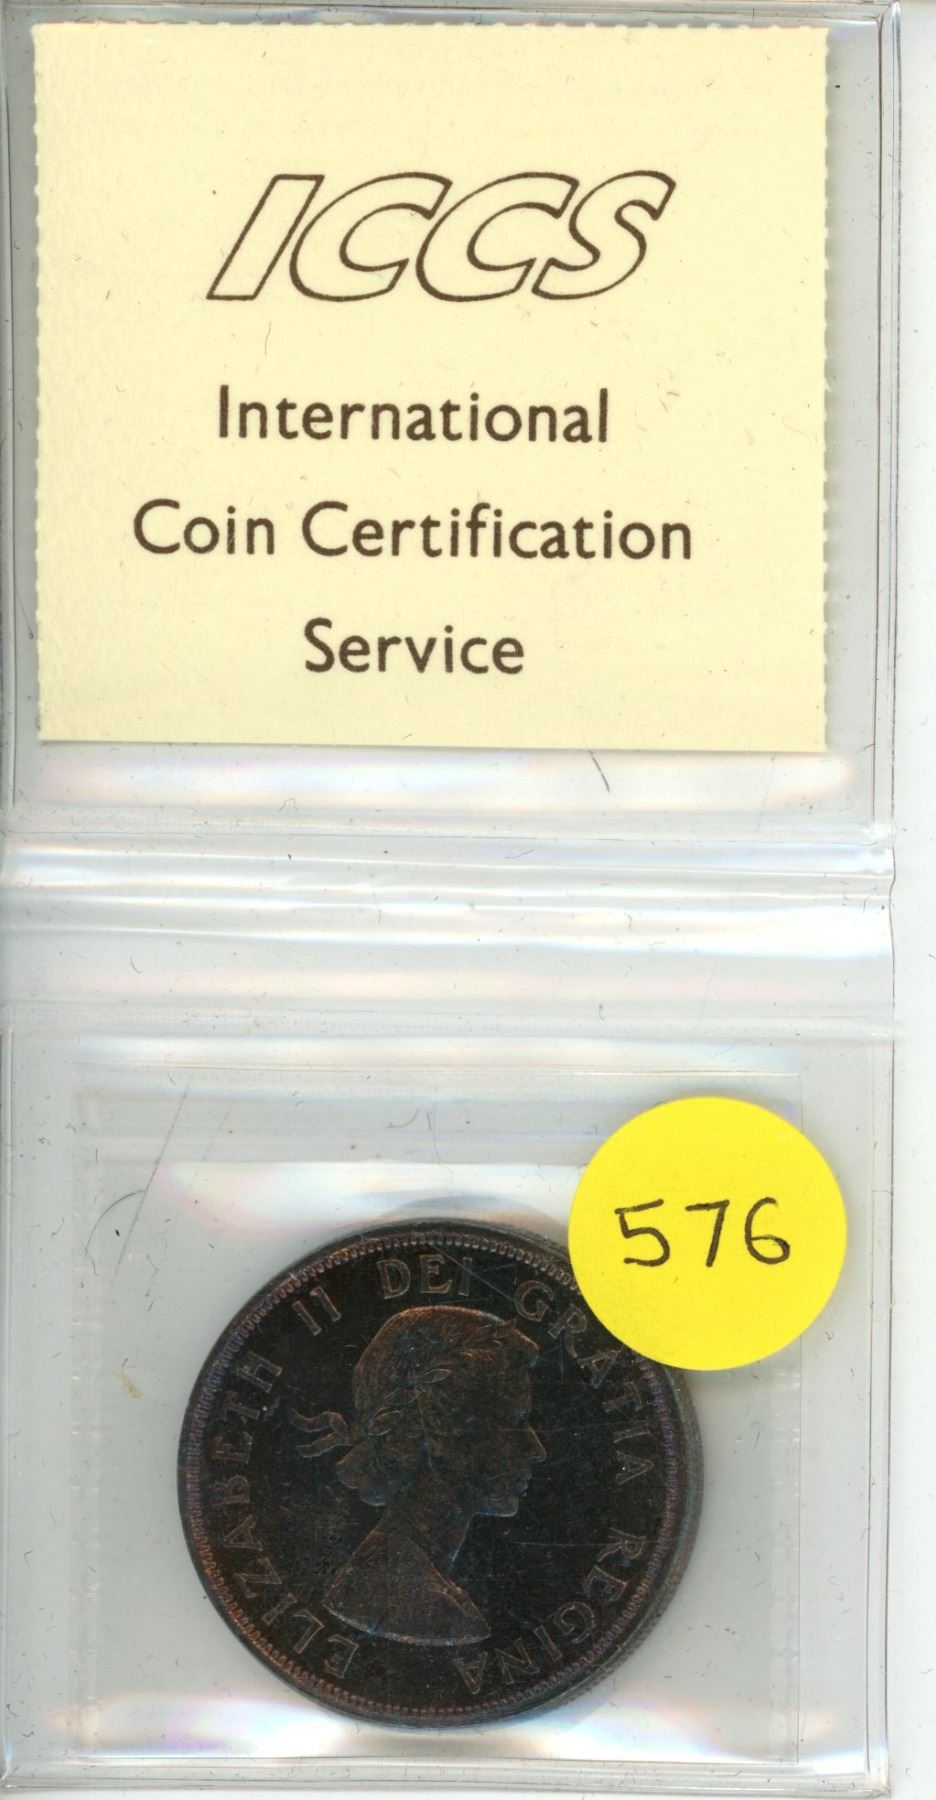 ICCS
International
Coin Certification
Service
576
ELIZABETH II DEI GRATIA REGINA